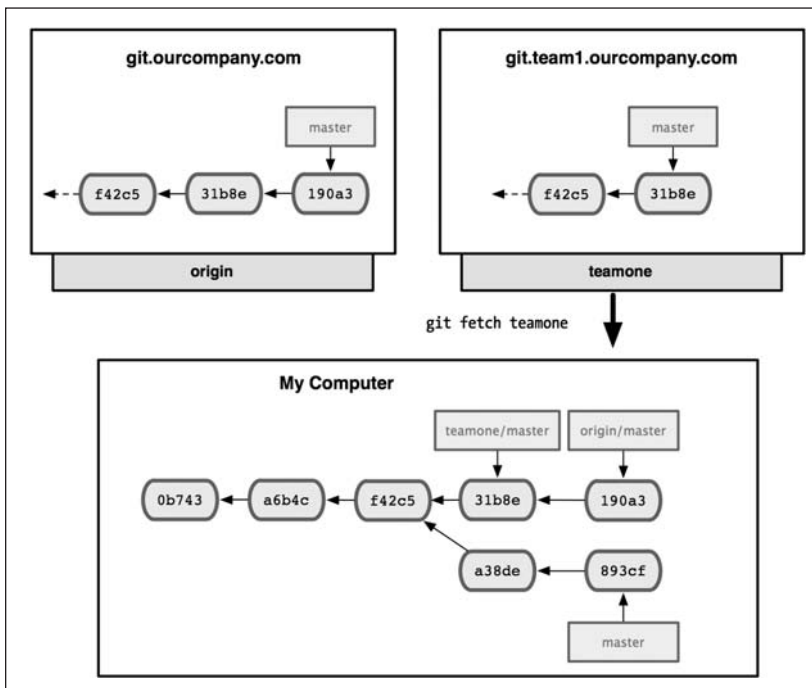 git.ourcompany.com
master
f42c5
31b8e
190a3
origin
git.team1.ourcompany.com
master
f42c5
31b8e
teamone
git fetch teamone
My Computer
teamone/master
origin/master
0b743
a6b4c
f42c5
31b8e
190a3
a38de
893cf
master